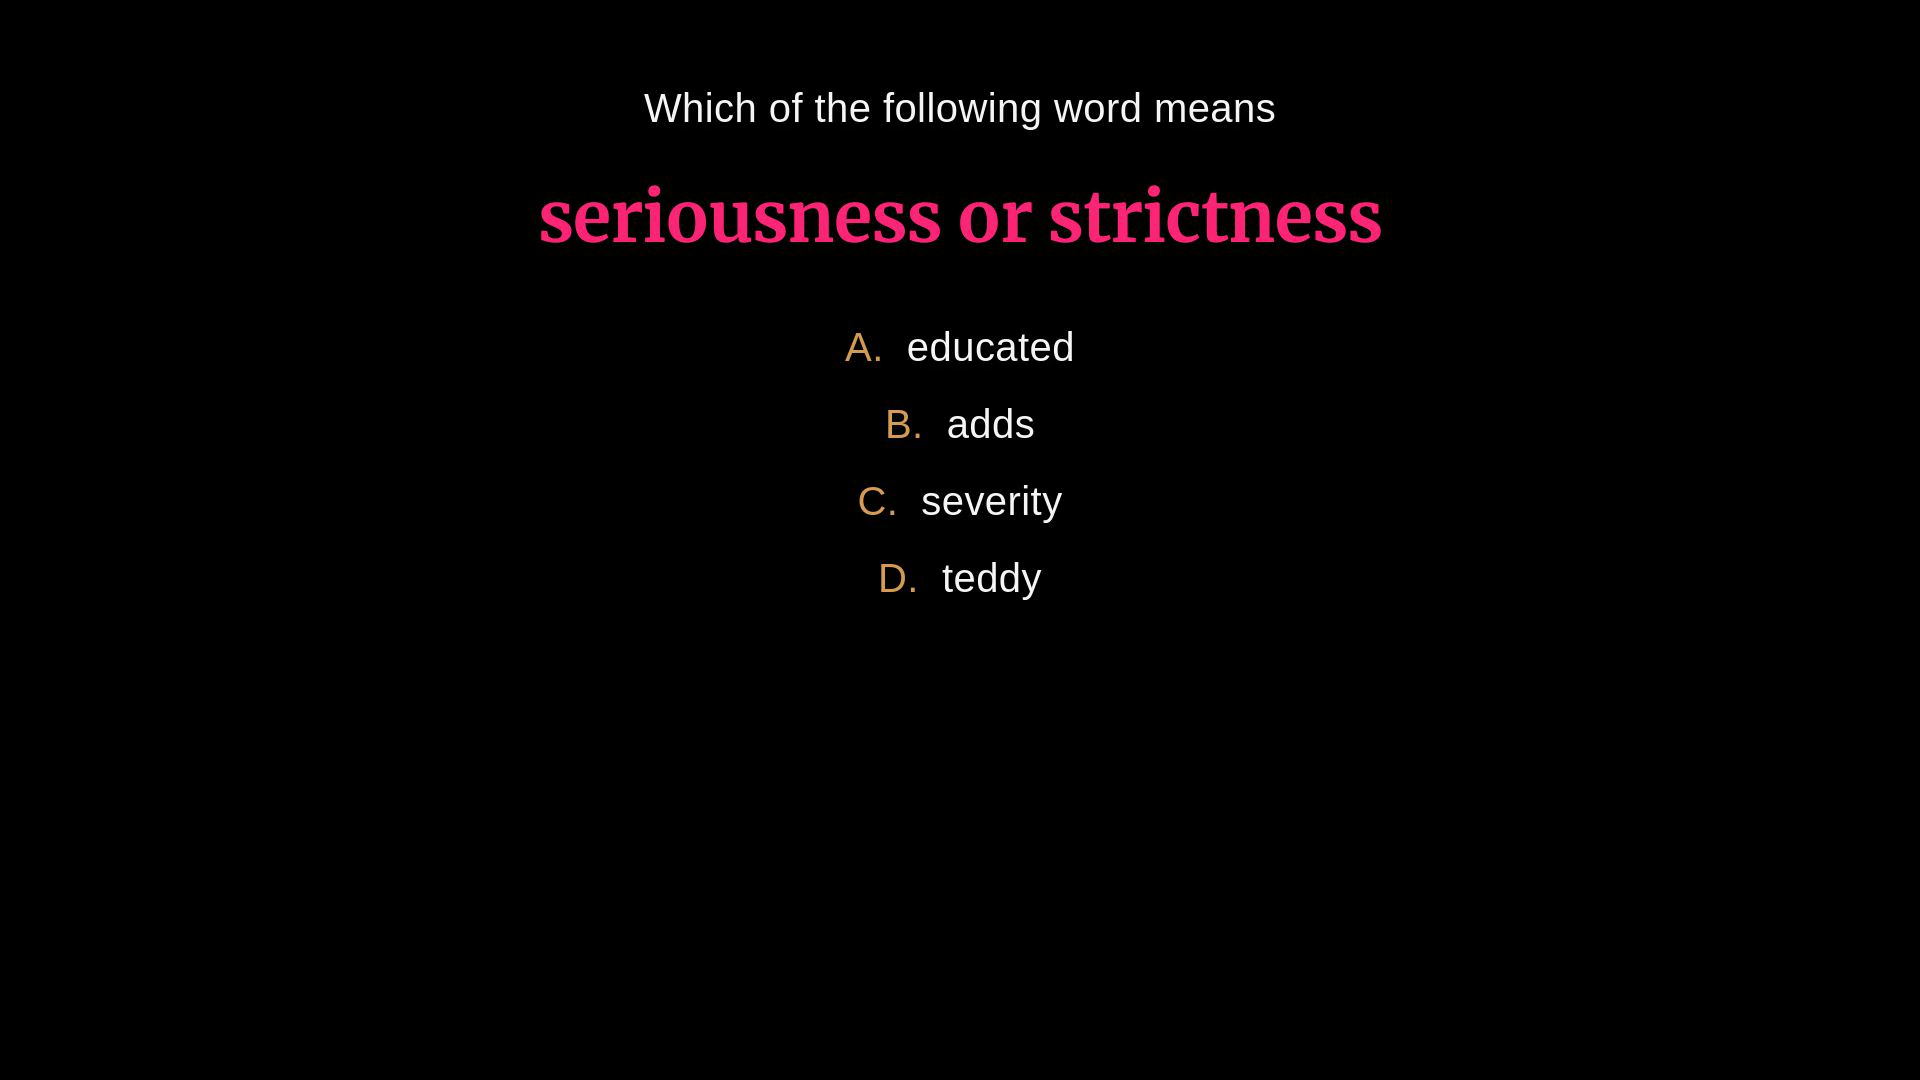 Which of the following word means
seriousness or strictness
A. educated
B. adds
C. severity
D. teddy